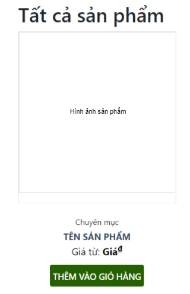 Tất cả sản phẩm
Hình ảnh sản phẩm
Chuyên mục
TÊN SẢN PHẨM
Giá từ: Giá₫
THÊM VÀO GIỎ HÀNG